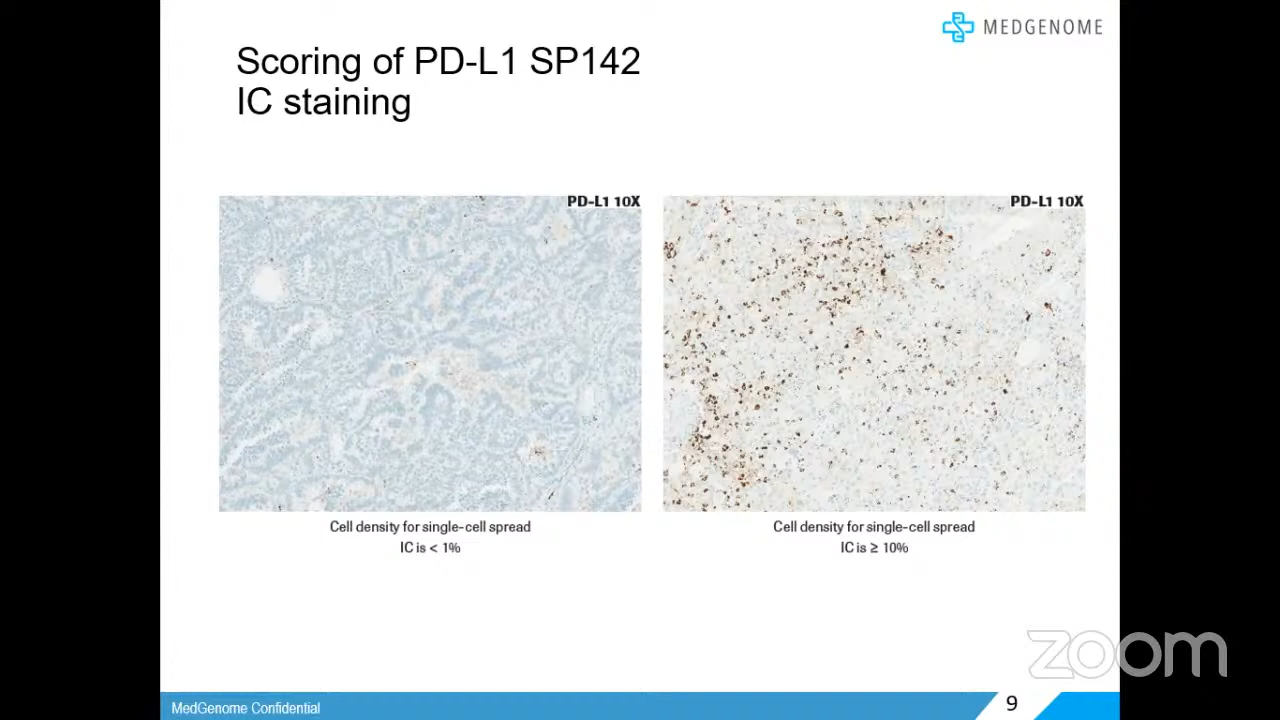 MEDGENOME
Scoring of PD-L1 SP142
IC staining
PD-L1 10X
PD-L1 10X
Cell density for single-cell spread
IC is < 1%
Cell density for single-cell spread
IC is ≥ 10%
zoom
MedGenome Confidential
9